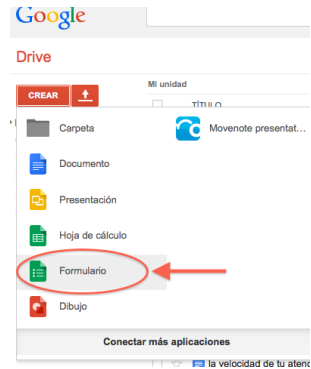 Google
Drive
Mi unidad
CREAR
TÍTULO
Carpeta
Movenote presentat...
Documento
Presentación
Hoja de cálculo
Formulario
Dibujo
Conectar más aplicaciones
la velocidad de tu atenc